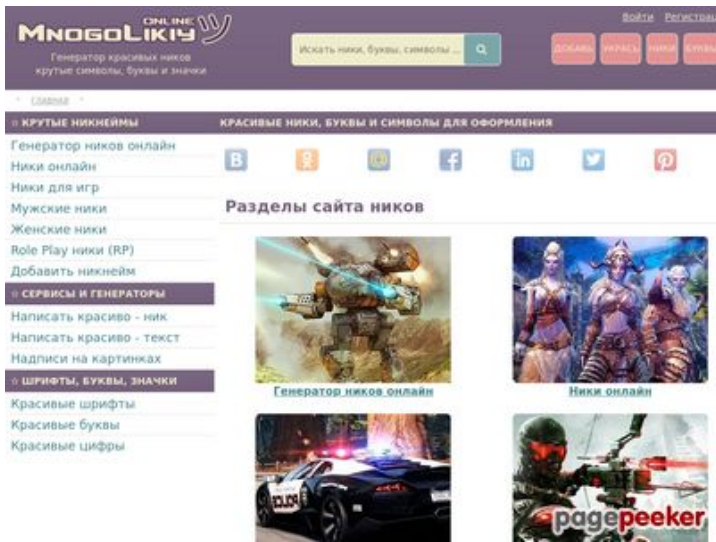 Войти
MNOGOLIKIY ONLINE ツ
Генератор красивых ников
крутые символы, буквы и значки
Искать ники, буквы, символы ...
ДОБАВЬ УКРАСЬ НИКИ БУКВЫ
ГЛАВНАЯ
☆ КРУТЫЕ НИКНЕЙМЫ
Генератор ников онлайн
Ники онлайн
Ники для игр
Мужские ники
Женские ники
Role Play ники (RP)
Добавить никнейм
☆ СЕРВИСЫ И ГЕНЕРАТОРЫ
Написать красиво - ник
Написать красиво - текст
Надписи на картинках
☆ ШРИФТЫ, БУКВЫ, ЗНАЧКИ
Красивые шрифты
Красивые буквы
Красивые цифры
КРАСИВЫЕ НИКИ, БУКВЫ И СИМВОЛЫ ДЛЯ ОФОРМЛЕНИЯ
Разделы сайта ников
Генератор ников онлайн
Ники онлайн
POLICE
pagepeeker